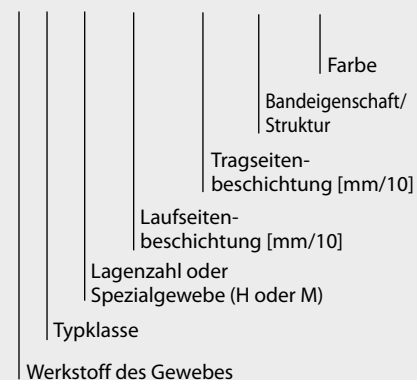 Farbe
Bandeigenschaft/
Struktur
Tragseiten-
beschichtung [mm/10]
Laufseiten-
beschichtung [mm/10]
Lagenzahl oder
Spezialgewebe (H oder M)
Typklasse
Werkstoff des Gewebes